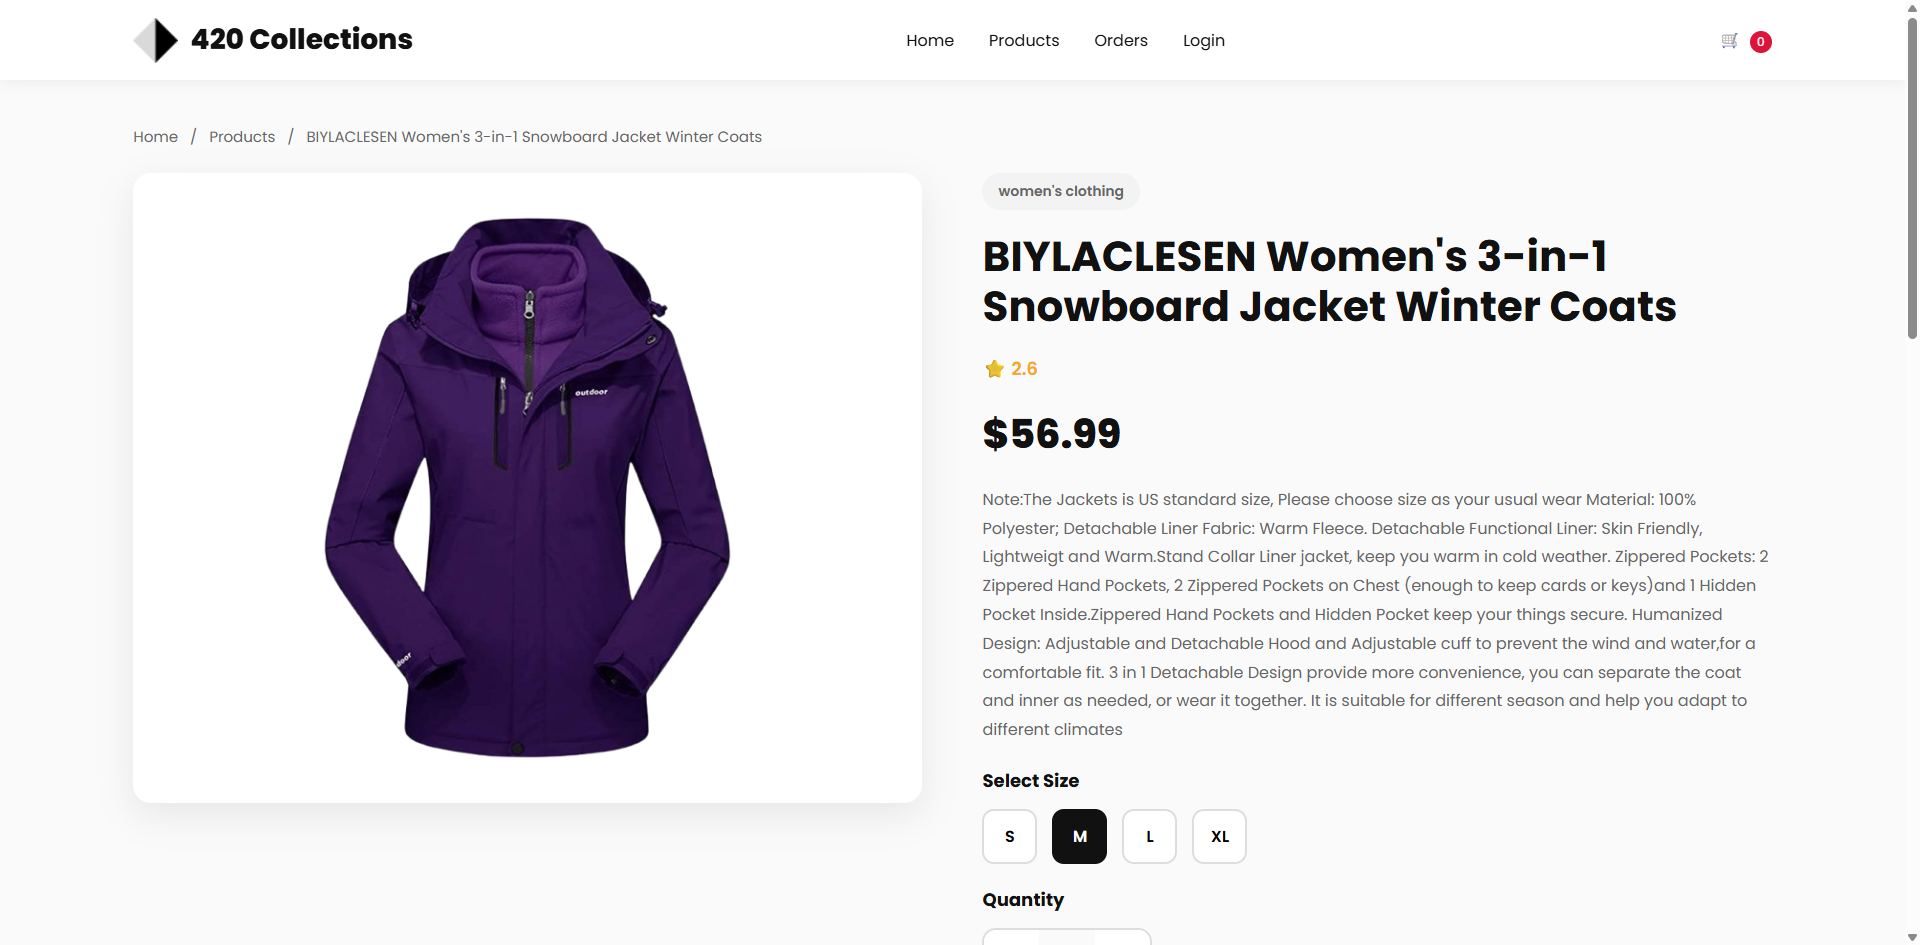 420 Collections
Home Products Orders Login
0
Home / Products / BIYLACLESEN Women's 3-in-1 Snowboard Jacket Winter Coats
outdoor
door
women's clothing
BIYLACLESEN Women's 3-in-1
Snowboard Jacket Winter Coats
2.6
$56.99
Note:The Jackets is US standard size, Please choose size as your usual wear Material: 100%
Polyester; Detachable Liner Fabric: Warm Fleece. Detachable Functional Liner: Skin Friendly,
Lightweigt and Warm.Stand Collar Liner jacket, keep you warm in cold weather. Zippered Pockets: 2
Zippered Hand Pockets, 2 Zippered Pockets on Chest (enough to keep cards or keys)and 1 Hidden
Pocket Inside.Zippered Hand Pockets and Hidden Pocket keep your things secure. Humanized
Design: Adjustable and Detachable Hood and Adjustable cuff to prevent the wind and water,for a
comfortable fit. 3 in 1 Detachable Design provide more convenience, you can separate the coat
and inner as needed, or wear it together. It is suitable for different season and help you adapt to
different climates
Select Size
S M L XL
Quantity